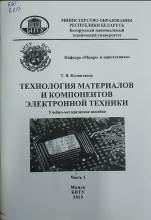 МИНИСТЕРСТВО ОБРАЗОВАНИЯ
РЕСПУБЛИКИ БЕЛАРУСЬ
Белорусский национальный
технический университет
Кафедра «Микро- и нанотехника»
ТЕХНОЛОГИЯ МАТЕРИАЛОВ
И КОМПОНЕНТОВ
ЭЛЕКТРОННОЙ ТЕХНИКИ
Учебно-методическое пособие
Часть 1
Минск
БНТУ
2019